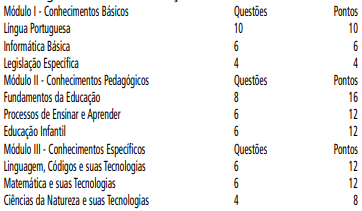 Módulo I - Conhecimentos Básicos Questões Pontos
Língua Portuguesa 10 10
Informática Básica 6 6
Legislação Específica 4 4
Módulo II - Conhecimentos Pedagógicos Questões Pontos
Fundamentos da Educação 8 16
Processos de Ensinar e Aprender 6 12
Educação Infantil 6 12
Módulo III - Conhecimentos Específicos Questões Pontos
Linguagem, Códigos e suas Tecnologias 6 12
Matemática e suas Tecnologias 6 12
Ciências da Natureza e suas Tecnologias 4 8